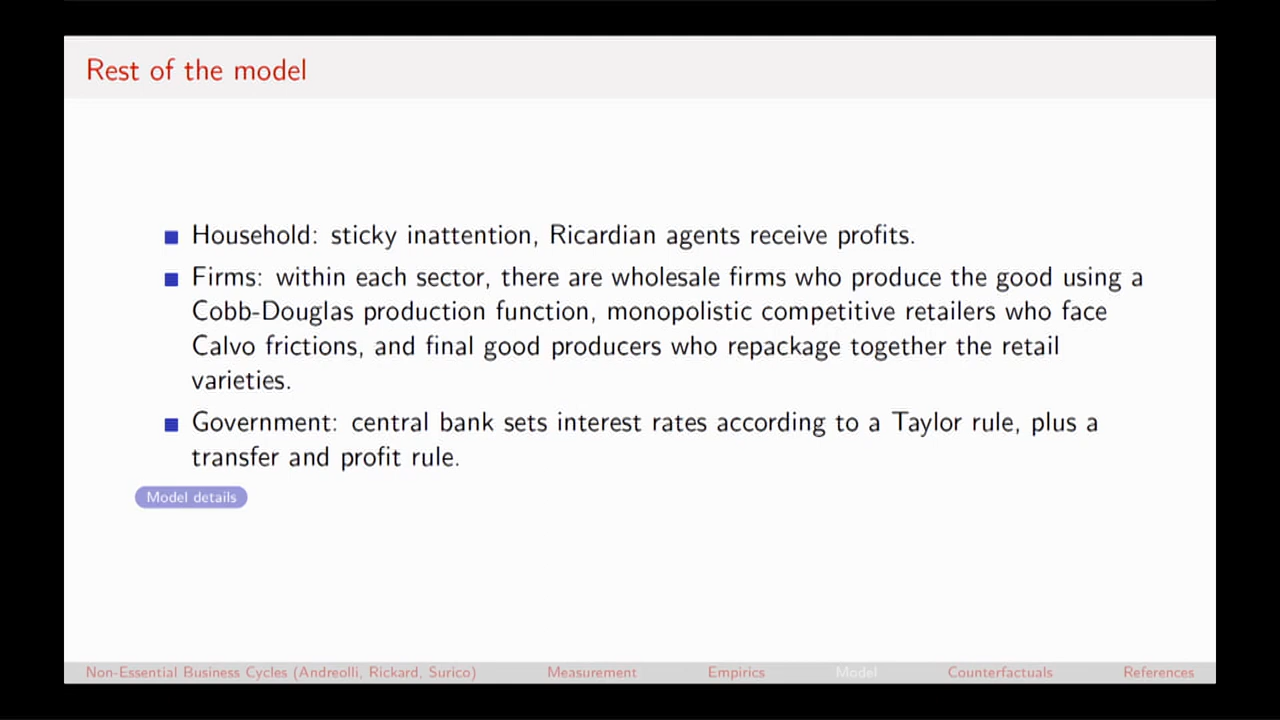 Rest of the model
Household: sticky inattention, Ricardian agents receive profits.
Firms: within each sector, there are wholesale firms who produce the good using a
Cobb-Douglas production function, monopolistic competitive retailers who face
Calvo frictions, and final good producers who repackage together the retail
varieties.
Government: central bank sets interest rates according to a Taylor rule, plus a
transfer and profit rule.
Model details
Non-Essential Business Cycles (Andreolli, Rickard, Surico) Measurement Empirics Model Counterfactuals References